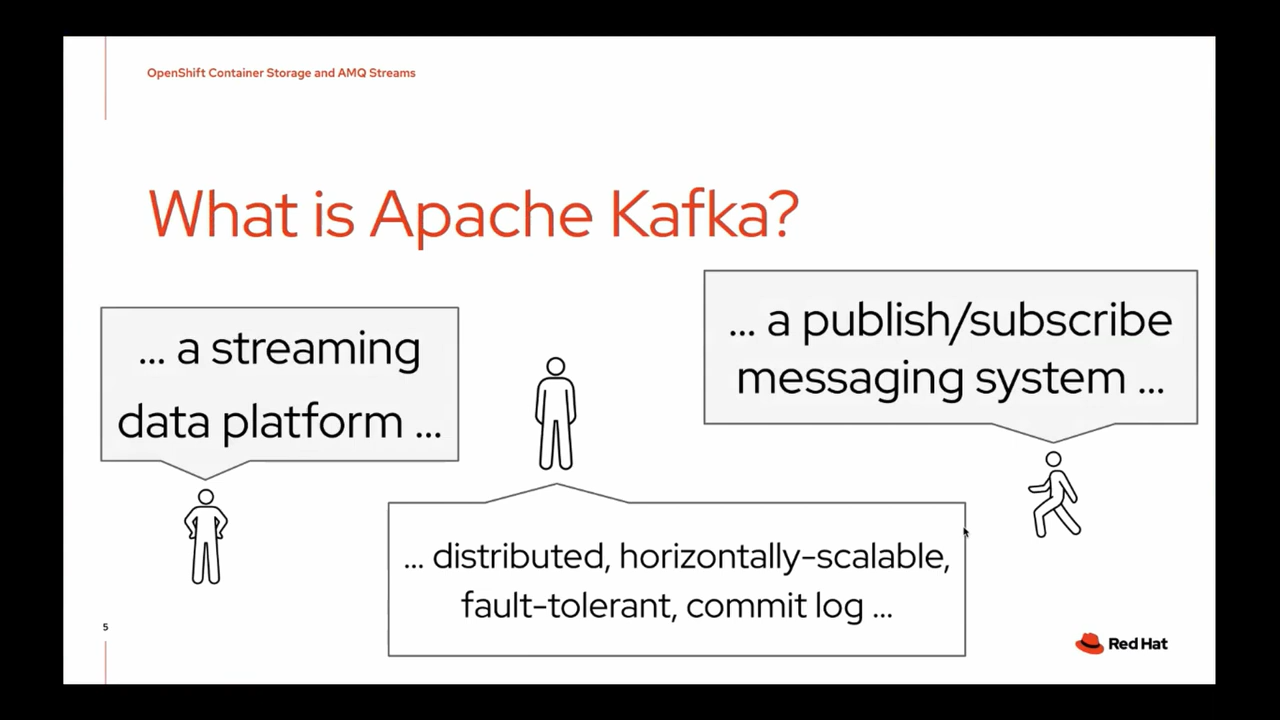 OpenShift Container Storage and AMQ Streams
What is Apache Kafka?
... a streaming
data platform ...
... a publish/subscribe
messaging system ...
... distributed, horizontally-scalable,
fault-tolerant, commit log ...
5
Red Hat